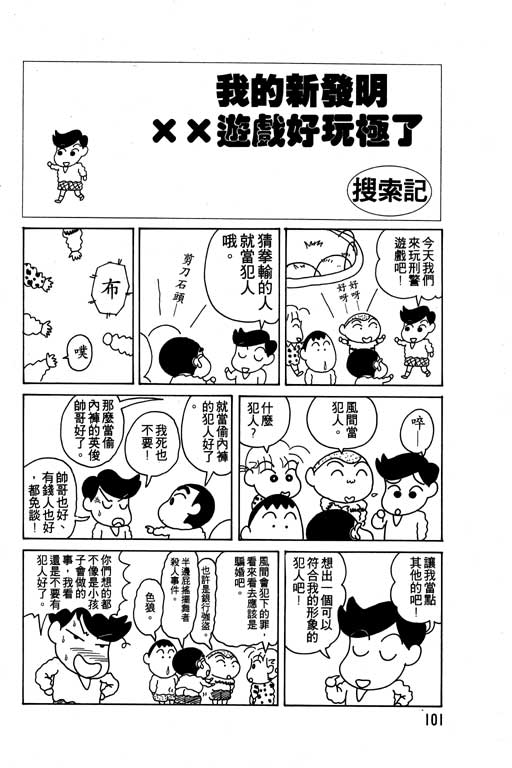 我的新發明
××遊戲好玩極了
搜索記
今天我們
來玩刑警
遊戲吧!
好呀
好呀
猜拳輸的人
就當犯人
哦。
剪刀石頭—
布
噗
啐—
風間當
犯人。
什麼
犯人?
就當偷內褲
的犯人好了
我死也
不要!
那麼當偷
內褲的英俊
帥哥好了。
帥哥也好、
有錢人也好
,都免談!
讓我當點
其他的吧!
想出一個可以
符合我的形象的
犯人吧!
風間會犯下的罪,
看來看去應該是
騙婚吧。
也許是銀行強盜。
半邊屁搖擺舞者
殺人事件。
色狼。
你們想的都
不像是小孩
子會做的
事,我看
還是不要有
犯人好了。
101